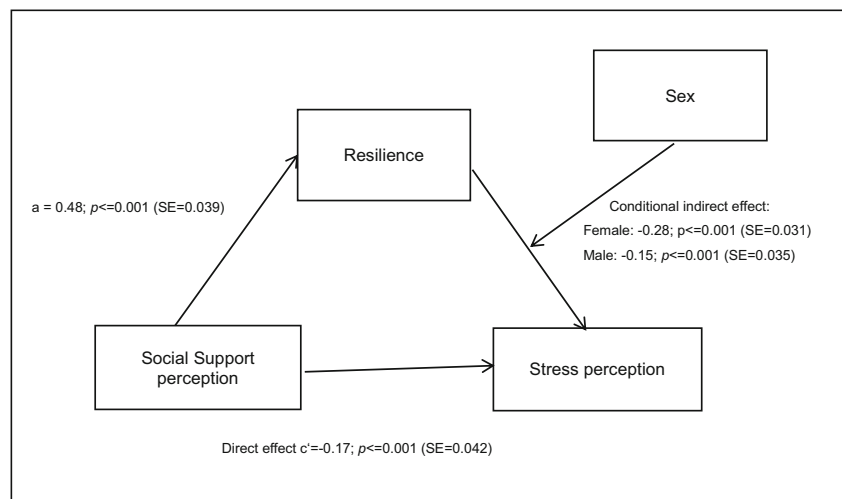 Sex
Resilience
a = 0.48; p<=0.001 (SE=0.039)
Conditional indirect effect:
Female: -0.28; p<=0.001 (SE=0.031)
Male: -0.15; p<=0.001 (SE=0.035)
Social Support
perception
Stress perception
Direct effect c'=-0.17; p<=0.001 (SE=0.042)